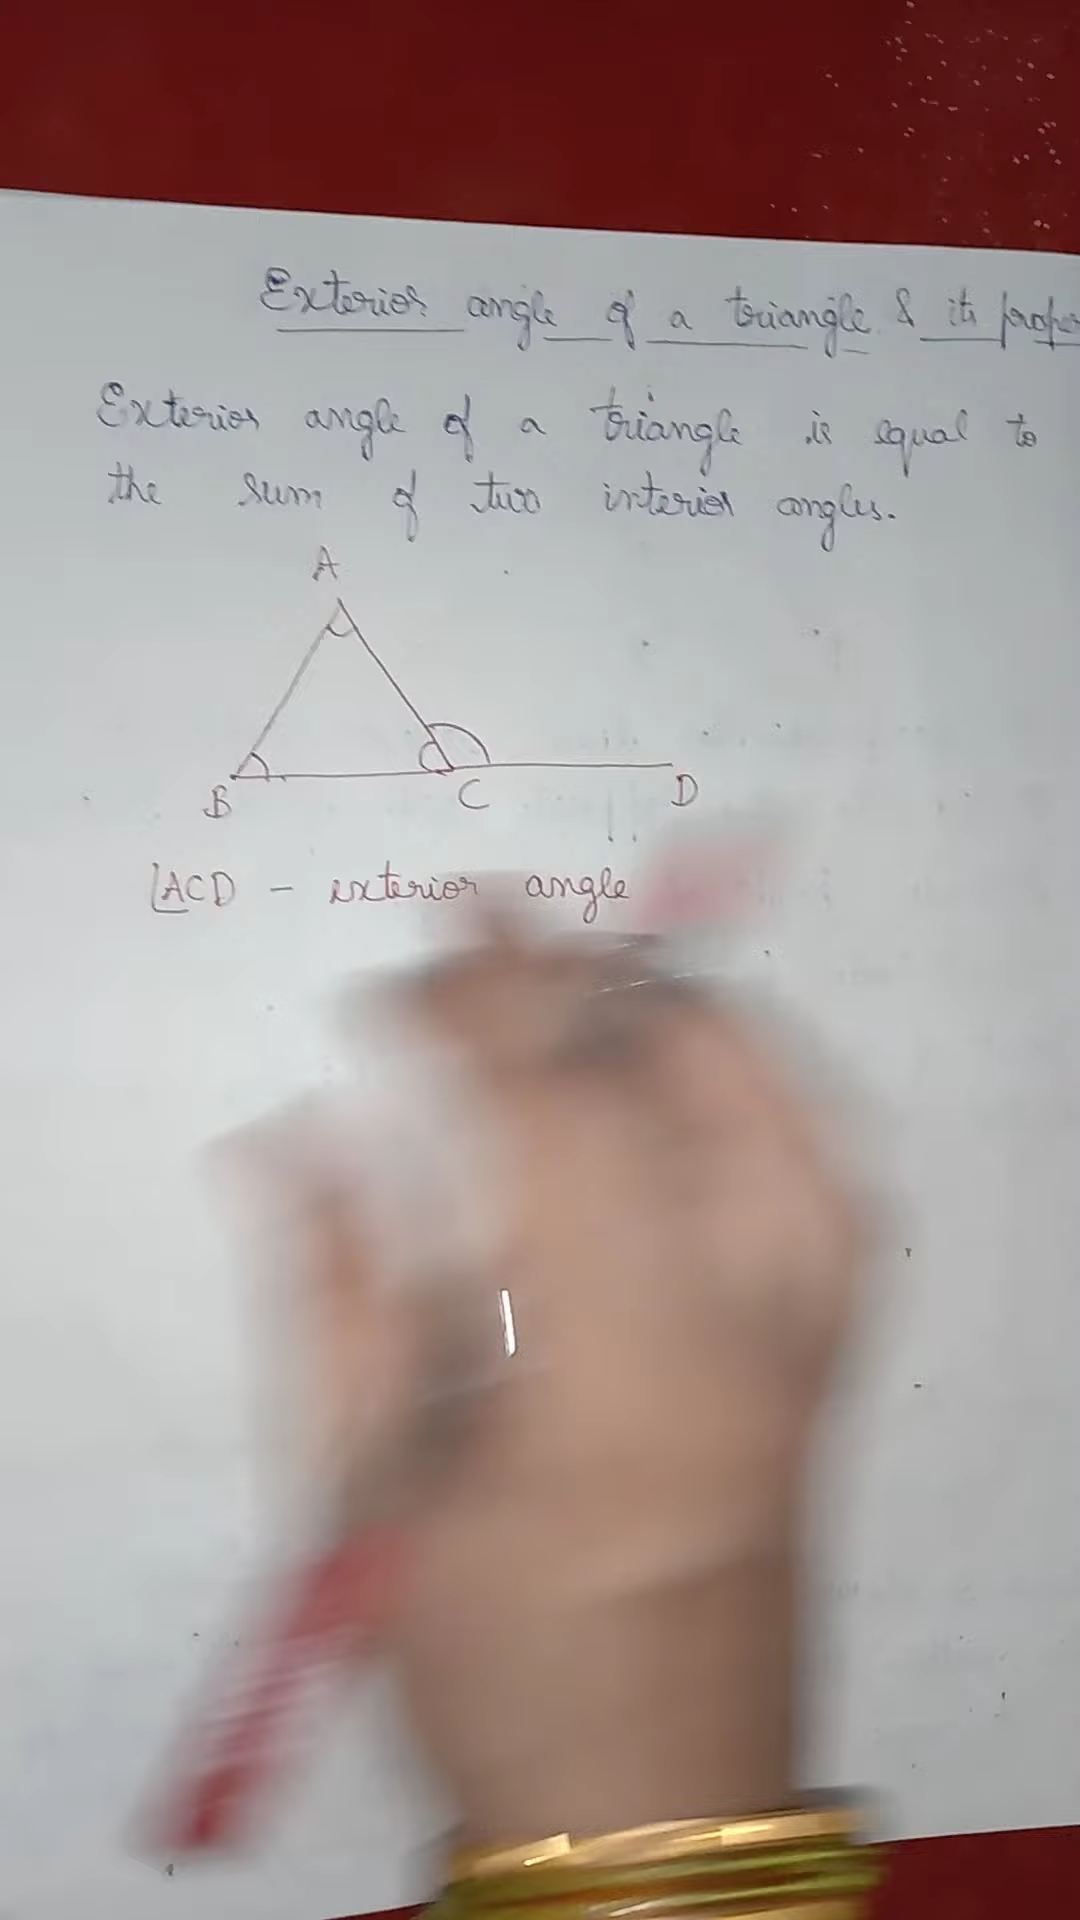 Exterior angle of a triangle & its proper
Exterior angle of a triangle is equal to
the sum of two interior angles.
A
B C D
∠ACD - exterior angle